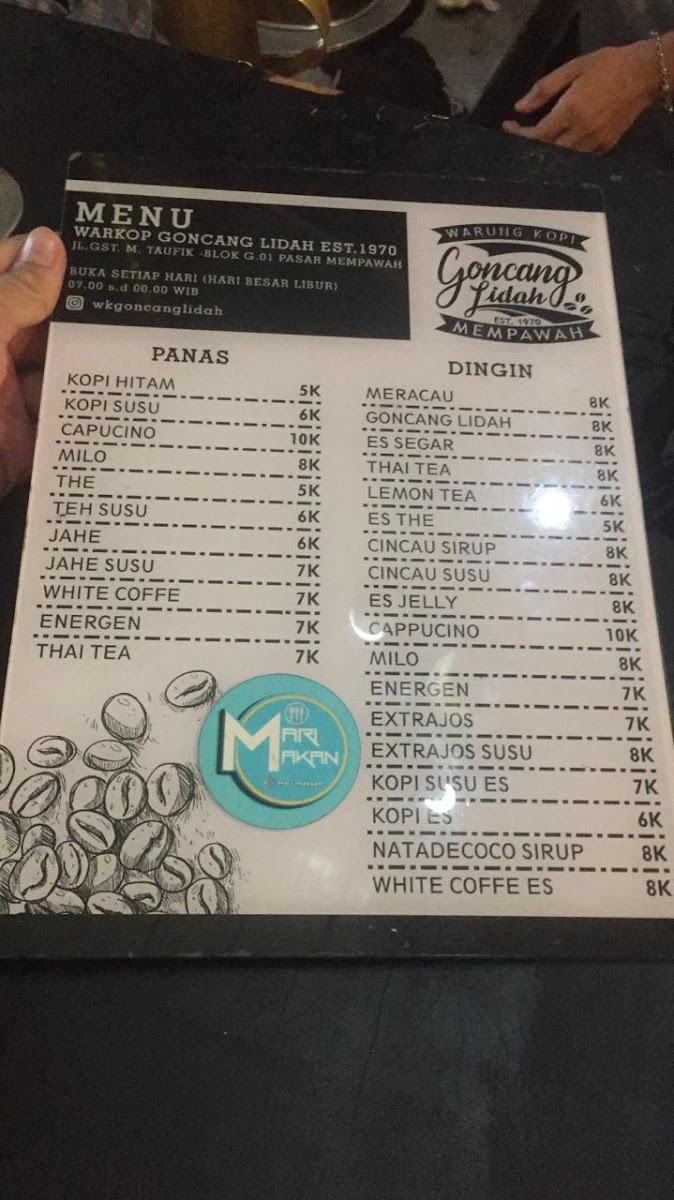 MENU
WARKOP GONCANG LIDAH EST.1970
JL.GST. M. TAUFIK -BLOK G.01 PASAR MEMPAWAH
BUKA SETIAP HARI (HARI BESAR LIBUR)
07.00 s.d 00.00 WIB
wkgoncanglidah
WARUNG KOPI
Goncang
Lidah
EST. 1970
MEMPAWAH
PANAS
KOPI HITAM 5K
KOPI SUSU 6K
CAPUCINO 10K
MILO 8K
THE 5K
TEH SUSU 6K
JAHE 6K
JAHE SUSU 7K
WHITE COFFE 7K
ENERGEN 7K
THAI TEA 7K
DINGIN
MERACAU 8K
GONCANG LIDAH 8K
ES SEGAR 8K
THAI TEA 8K
LEMON TEA 6K
ES THE 5K
CINCAU SIRUP 8K
CINCAU SUSU 8K
ES JELLY 8K
CAPPUCINO 10K
MILO 8K
ENERGEN 7K
EXTRAJOS 7K
EXTRAJOS SUSU 8K
KOPI SUSU ES 7K
KOPI ES 6K
NATADECOCO SIRUP 8K
WHITE COFFE ES 8K
MARI
MAKAN